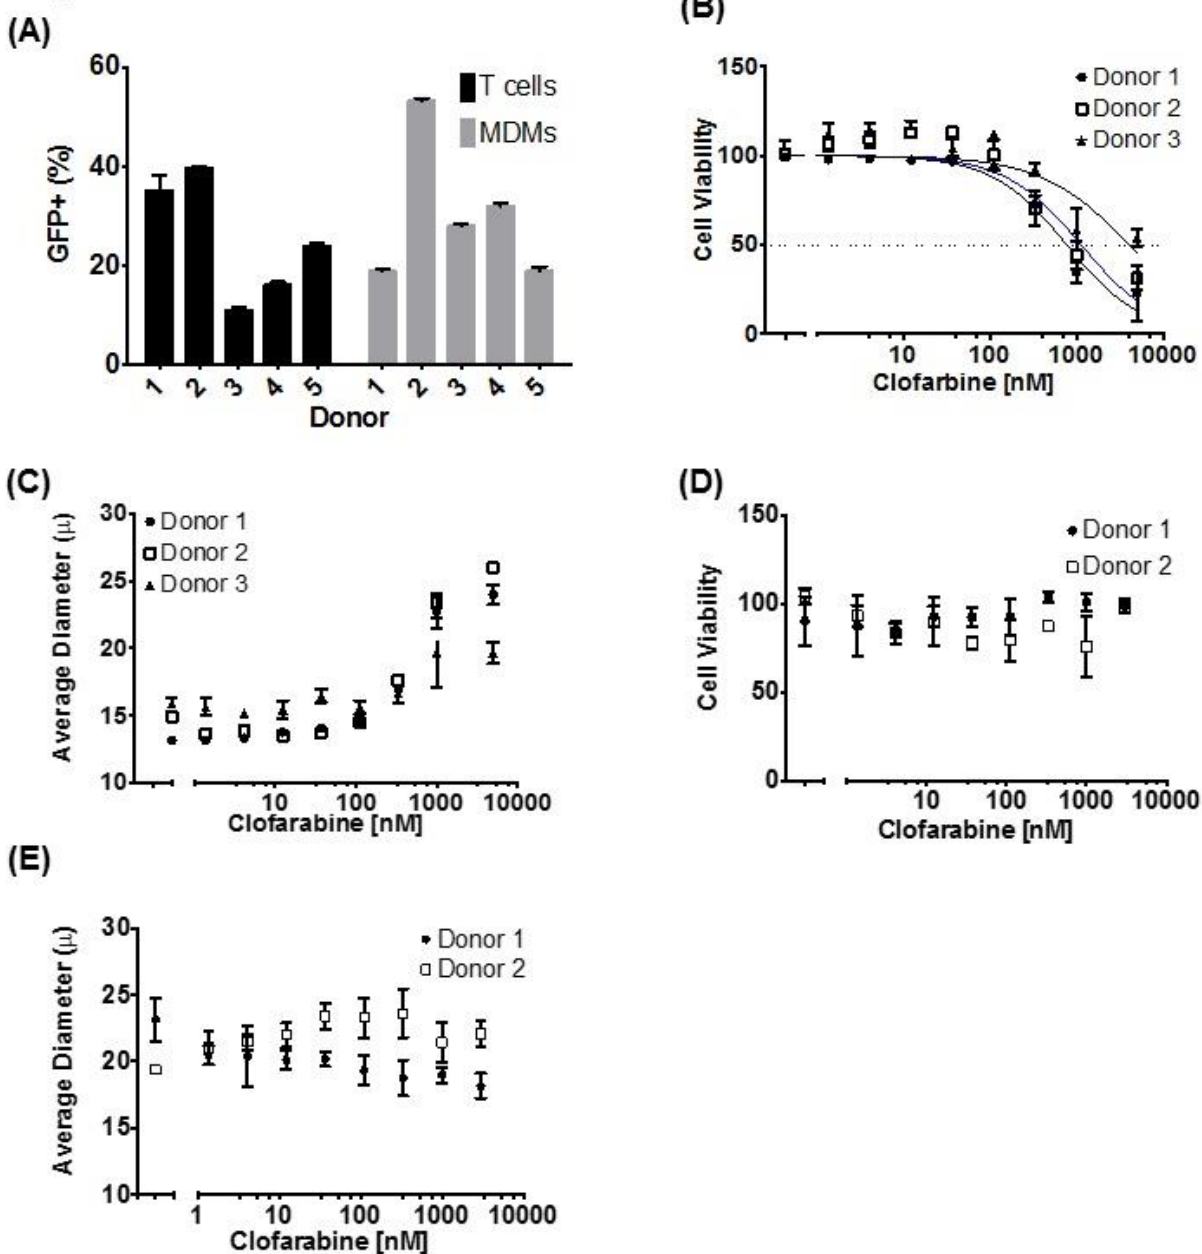 (A)
60
40
20
0
GFP+ (%)
T cells
MDMs
1 2 3 4 5 1 2 3 4 5
Donor
(B)
150
100
50
0
Cell Viability
Donor 1
Donor 2
Donor 3
10 100 1000 10000
Clofarbine [nM]
(C)
30
25
20
15
10
Average Diameter (μ)
Donor 1
Donor 2
Donor 3
10 100 1000 10000
Clofarabine [nM]
(D)
150
100
50
0
Cell Viability
Donor 1
Donor 2
10 100 1000 10000
Clofarabine [nM]
(E)
30
25
20
15
10
Average Diameter (μ)
Donor 1
Donor 2
1 10 100 1000 10000
Clofarabine [nM]